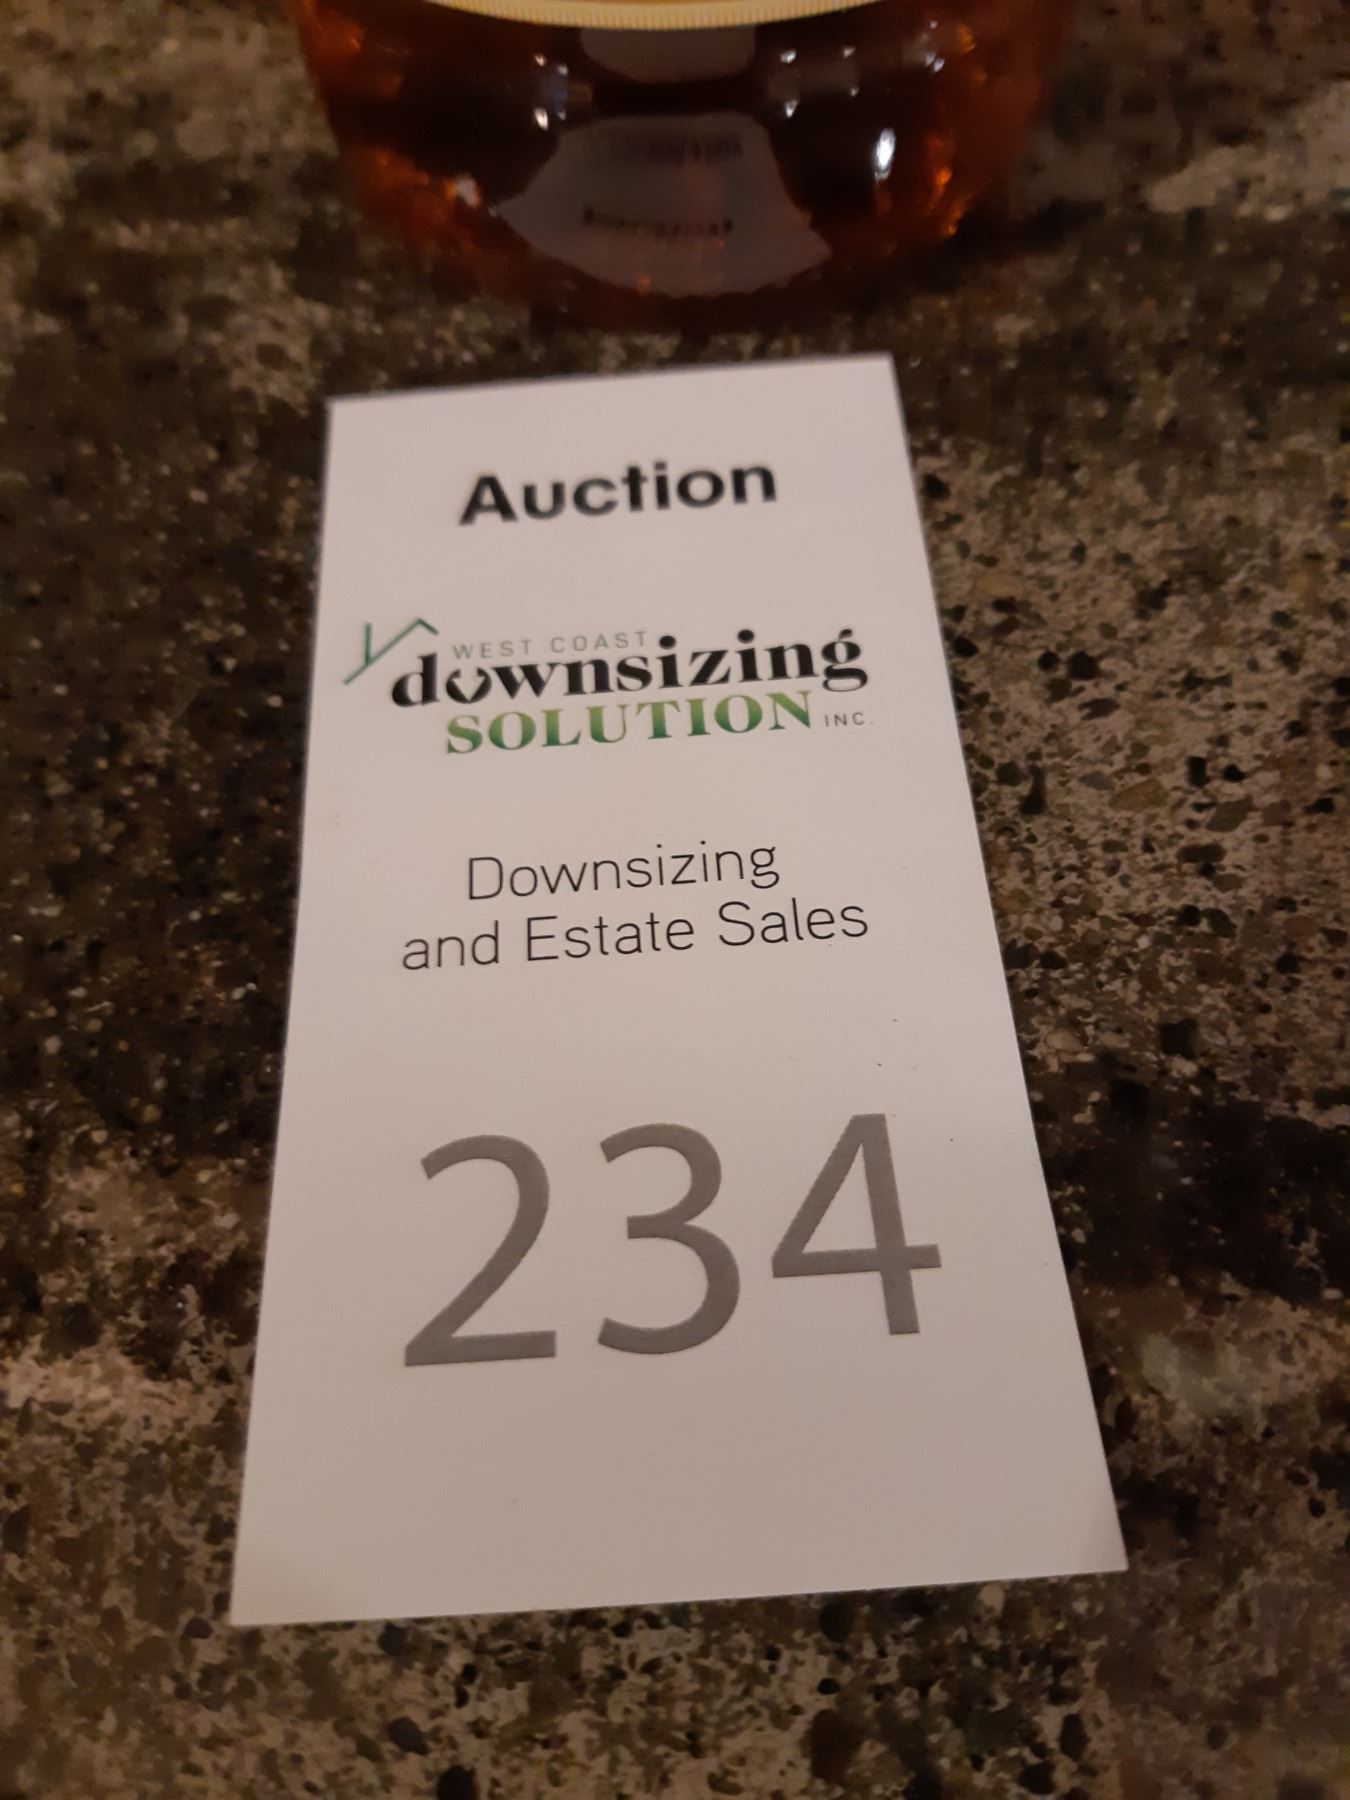 Auction
WEST COAST
downsizing
SOLUTION INC.
Downsizing
and Estate Sales
234